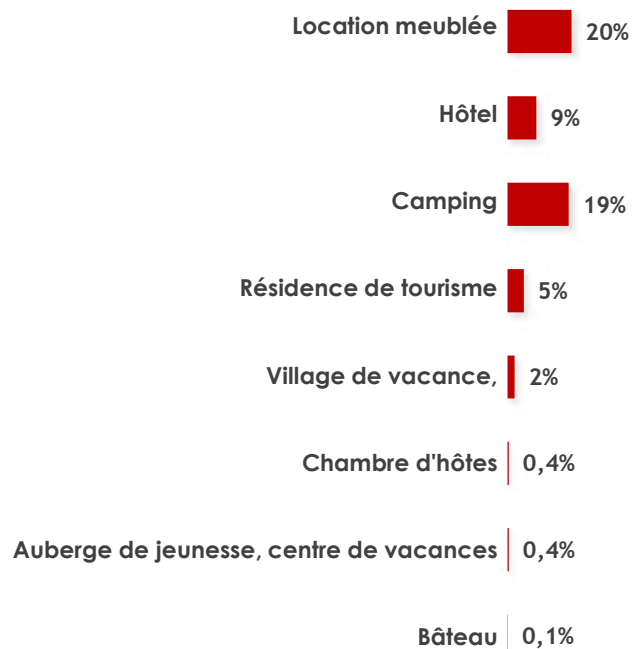 Location meublée 20%
Hôtel 9%
Camping 19%
Résidence de tourisme 5%
Village de vacance, 2%
Chambre d'hôtes 0,4%
Auberge de jeunesse, centre de vacances 0,4%
Bâteau 0,1%